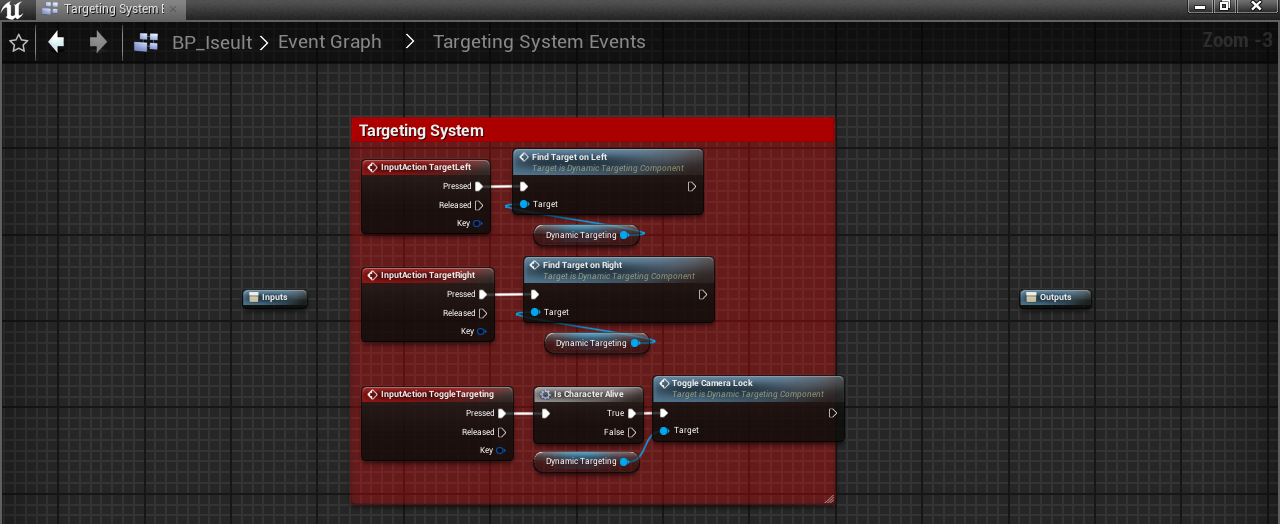 Targeting System E
BP_Iseult > Event Graph > Targeting System Events
Zoom -3
Targeting System
InputAction TargetLeft
Pressed
Released
Key
Find Target on Left
Target is Dynamic Targeting Component
Target
Dynamic Targeting
InputAction TargetRight
Pressed
Released
Key
Find Target on Right
Target is Dynamic Targeting Component
Target
Dynamic Targeting
Inputs
Outputs
InputAction ToggleTargeting
Pressed
Released
Key
Is Character Alive
True
False
Dynamic Targeting
Toggle Camera Lock
Target is Dynamic Targeting Component
Target